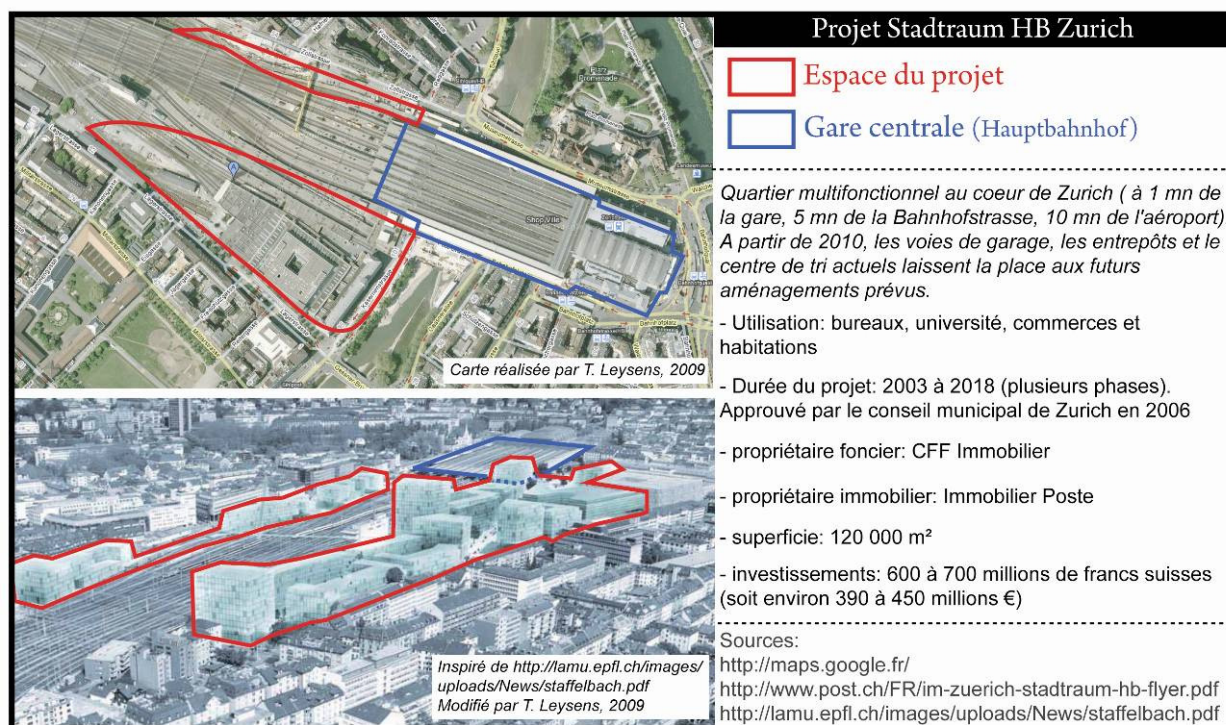 Projet Stadtraum HB Zurich
Espace du projet
Gare centrale (Hauptbahnhof)
Quartier multifonctionnel au coeur de Zurich ( à 1 mn de
la gare, 5 mn de la Bahnhofstrasse, 10 mn de l'aéroport)
A partir de 2010, les voies de garage, les entrepôts et le
centre de tri actuels laissent la place aux futurs
aménagements prévus.
- Utilisation: bureaux, université, commerces et
habitations
- Durée du projet: 2003 à 2018 (plusieurs phases).
Approuvé par le conseil municipal de Zurich en 2006
- propriétaire foncier: CFF Immobilier
- propriétaire immobilier: Immobilier Poste
- superficie: 120 000 m²
- investissements: 600 à 700 millions de francs suisses
(soit environ 390 à 450 millions €)
Sources:
http://maps.google.fr/
http://www.post.ch/FR/im-zuerich-stadtraum-hb-flyer.pdf
http://lamu.epfl.ch/images/uploads/News/staffelbach.pdf
Platz
Promenade
Museumstrasse
Shop Ville
A
Bahnhofplatz
Carte réalisée par T. Leysens, 2009
Inspiré de http://lamu.epfl.ch/images/
uploads/News/staffelbach.pdf
Modifié par T. Leysens, 2009